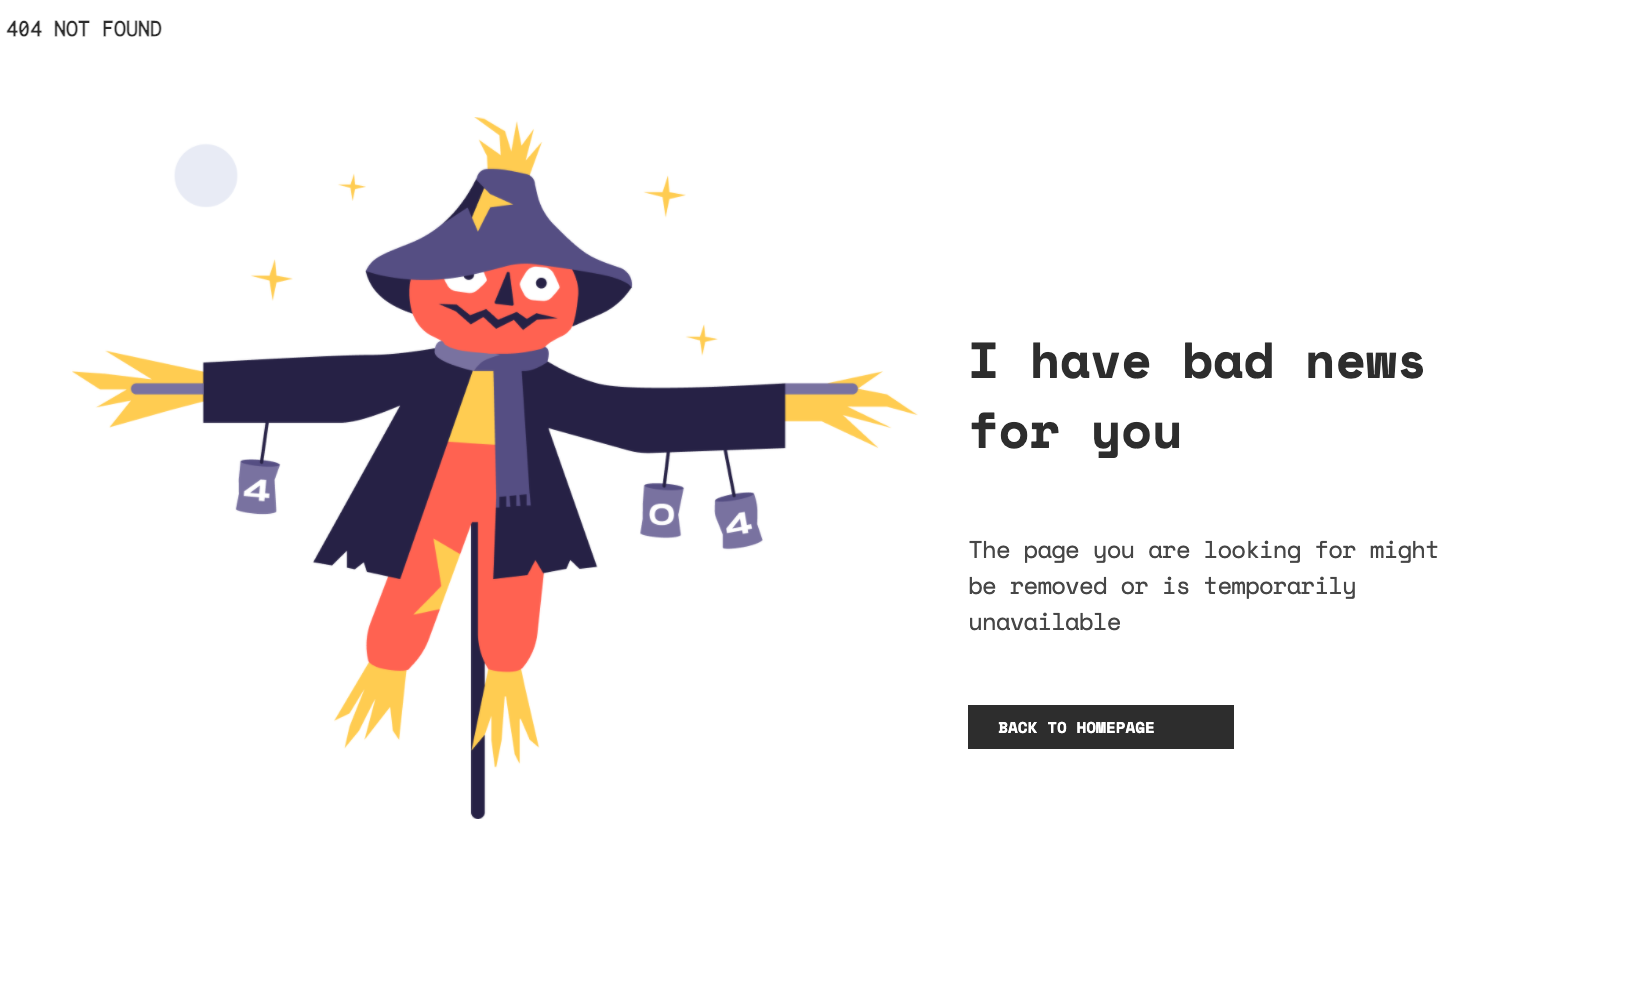 404 NOT FOUND
I have bad news
for you
4
0
4
The page you are looking for might
be removed or is temporarily
unavailable
BACK TO HOMEPAGE